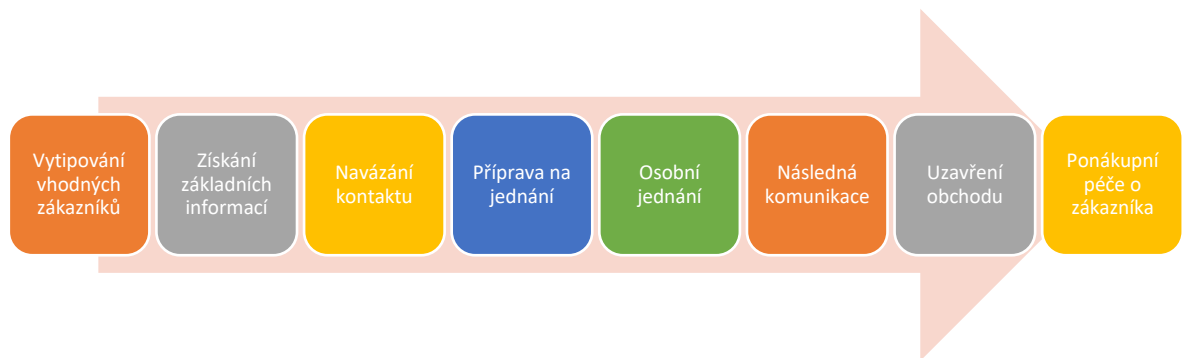 Vytipování
vhodných
zákazníků
Získání
základních
informací
Navázání
kontaktu
Příprava na
jednání
Osobní
jednání
Následná
komunikace
Uzavření
obchodu
Ponákupní
péče o
zákazníka